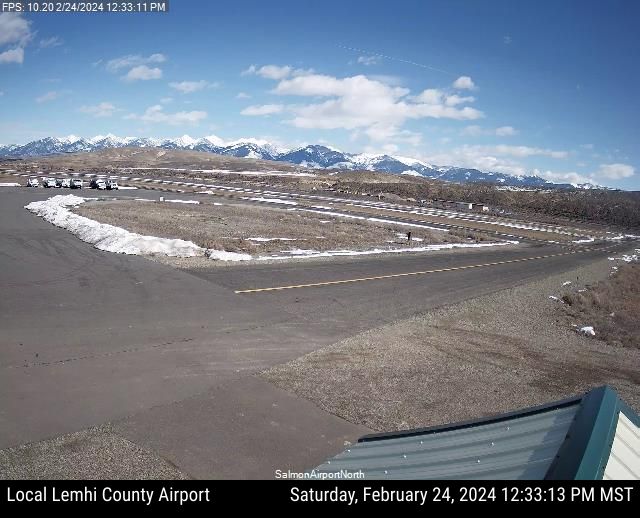 FPS: 10.20 2/24/2024 12:33:11 PM
SalmonAirportNorth
Local Lemhi County Airport Saturday, February 24, 2024 12:33:13 PM MST